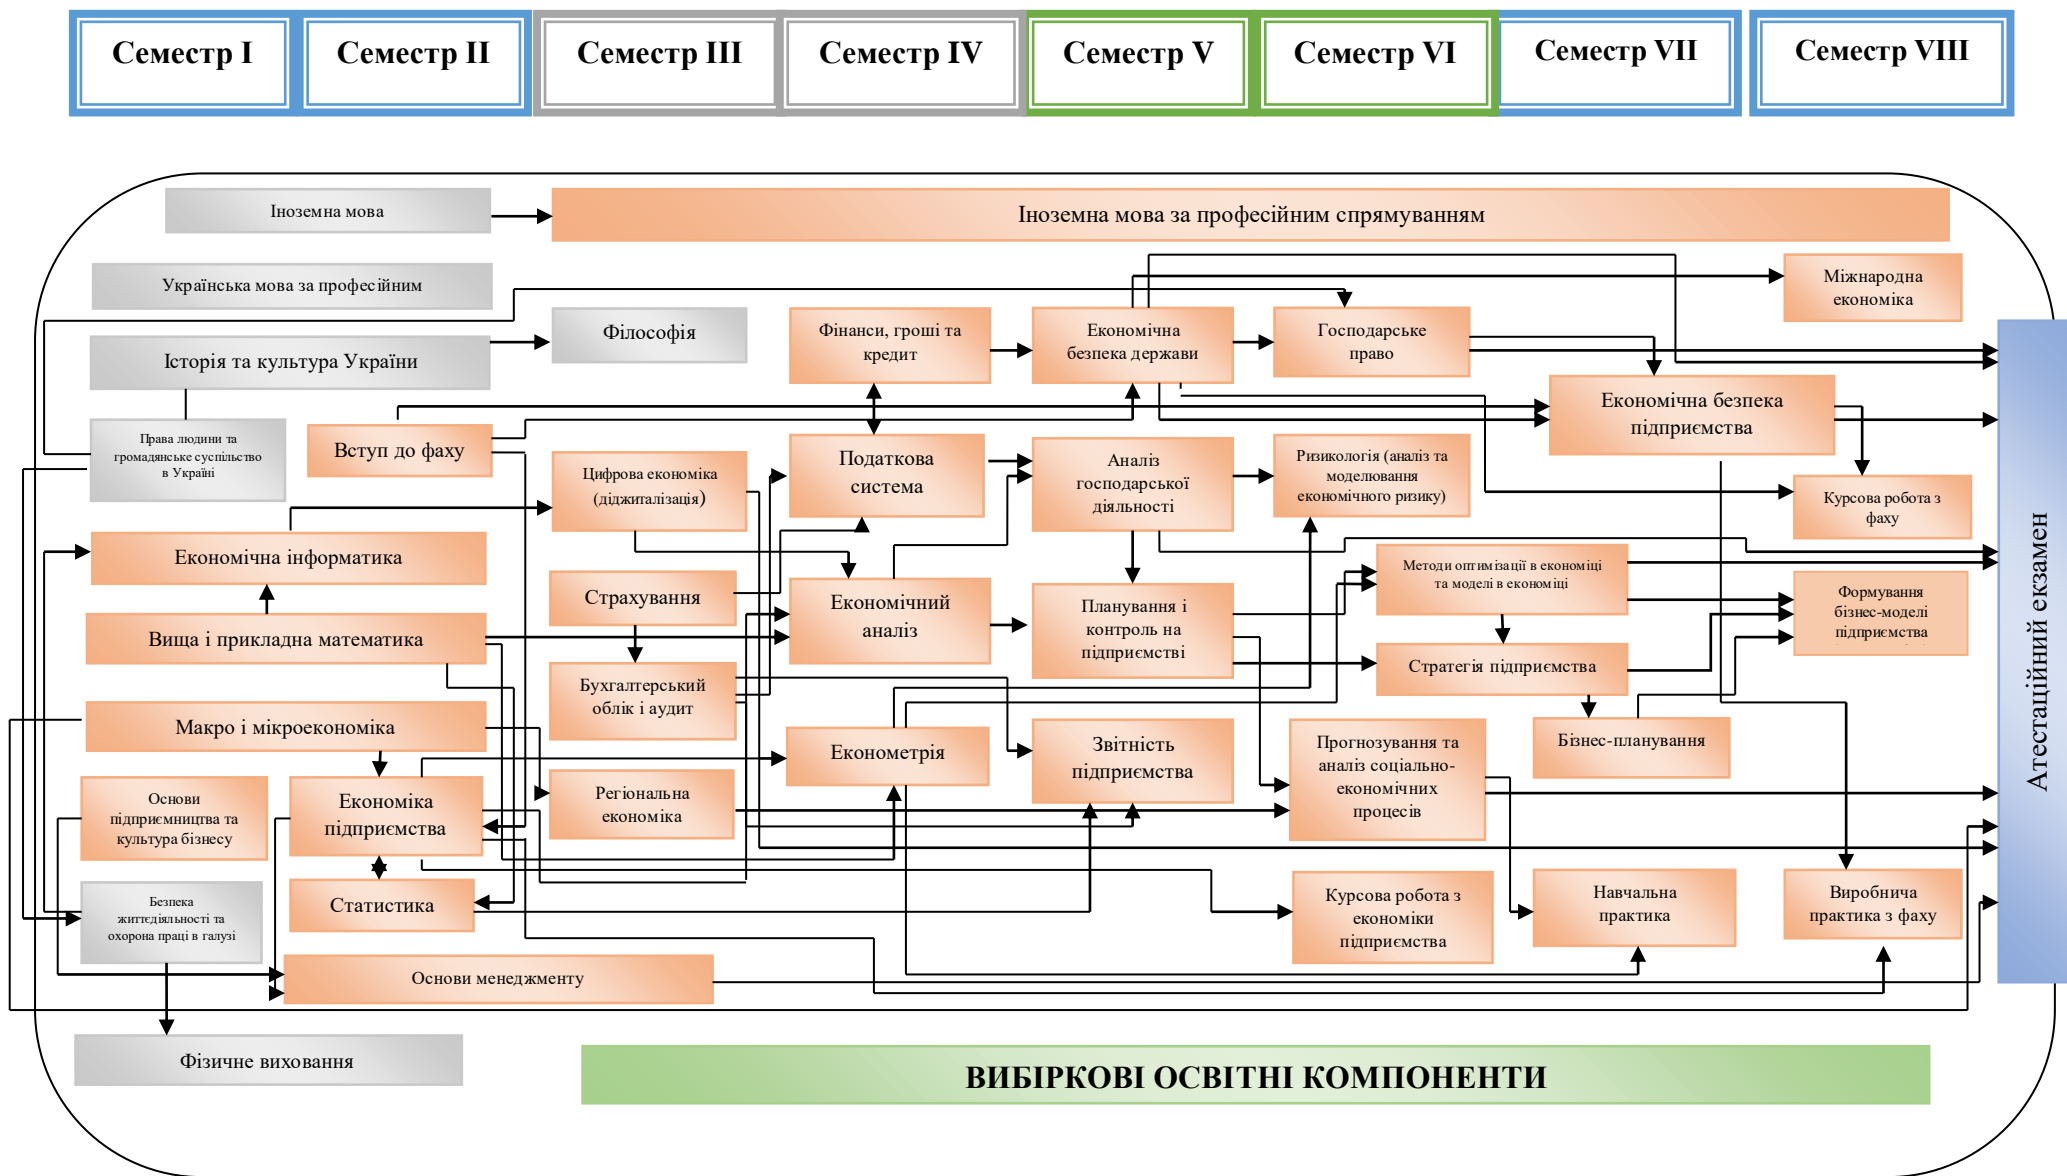 Семестр I
Семестр II
Семестр III
Семестр IV
Семестр V
Семестр VI
Семестр VII
Семестр VIII
Іноземна мова
Іноземна мова за професійним спрямуванням
Українська мова за професійним
Міжнародна
економіка
Історія та культура України
Філософія
Фінанси, гроші та
кредит
Економічна
безпека держави
Господарське
право
Права людини та
громадянське суспільство
в Україні
Вступ до фаху
Економічна безпека
підприємства
Цифрова економіка
(діджиталізація)
Податкова
система
Аналіз
господарської
діяльності
Ризикологія (аналіз та
моделювання
економічного ризику)
Курсова робота з
фаху
Економічна інформатика
Страхування
Економічний
аналіз
Планування і
контроль на
підприємстві
Методи оптимізації в економіці
та моделі в економіці
Формування
бізнес-моделі
підприємства
Вища і прикладна математика
Стратегія підприємства
Бухгалтерський
облік і аудит
Макро і мікроекономіка
Економетрія
Звітність
підприємства
Прогнозування та
аналіз соціально-
економічних
процесів
Бізнес-планування
Основи
підприємництва та
культура бізнесу
Економіка
підприємства
Регіональна
економіка
Безпека
життєдіяльності та
охорона праці в галузі
Статистика
Курсова робота з
економіки
підприємства
Навчальна
практика
Виробнича
практика з фаху
Основи менеджменту
Фізичне виховання
ВИБІРКОВІ ОСВІТНІ КОМПОНЕНТИ
Атестаційний екзамен